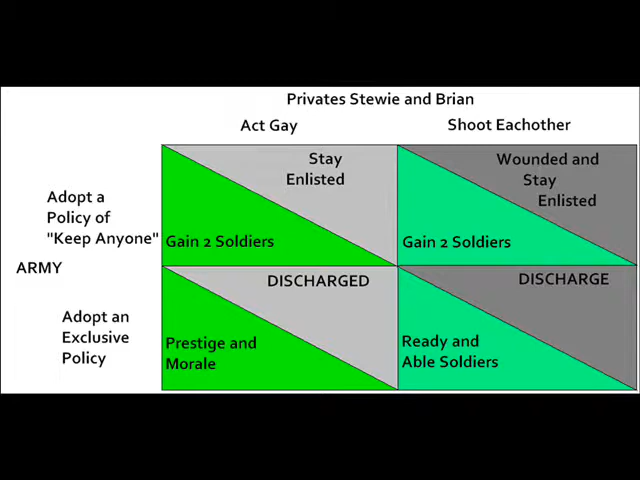 Privates Stewie and Brian
Act Gay
Shoot Eachother
Adopt a
Policy of
"Keep Anyone"
Stay
Enlisted
Gain 2 Soldiers
Wounded and
Stay
Enlisted
Gain 2 Soldiers
ARMY
Adopt an
Exclusive
Policy
DISCHARGED
Prestige and
Morale
DISCHARGE
Ready and
Able Soldiers